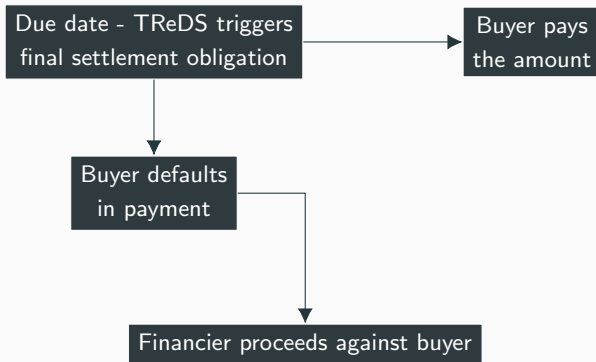 Due date - TReDS triggers
final settlement obligation
Buyer pays
the amount
Buyer defaults
in payment
Financier proceeds against buyer